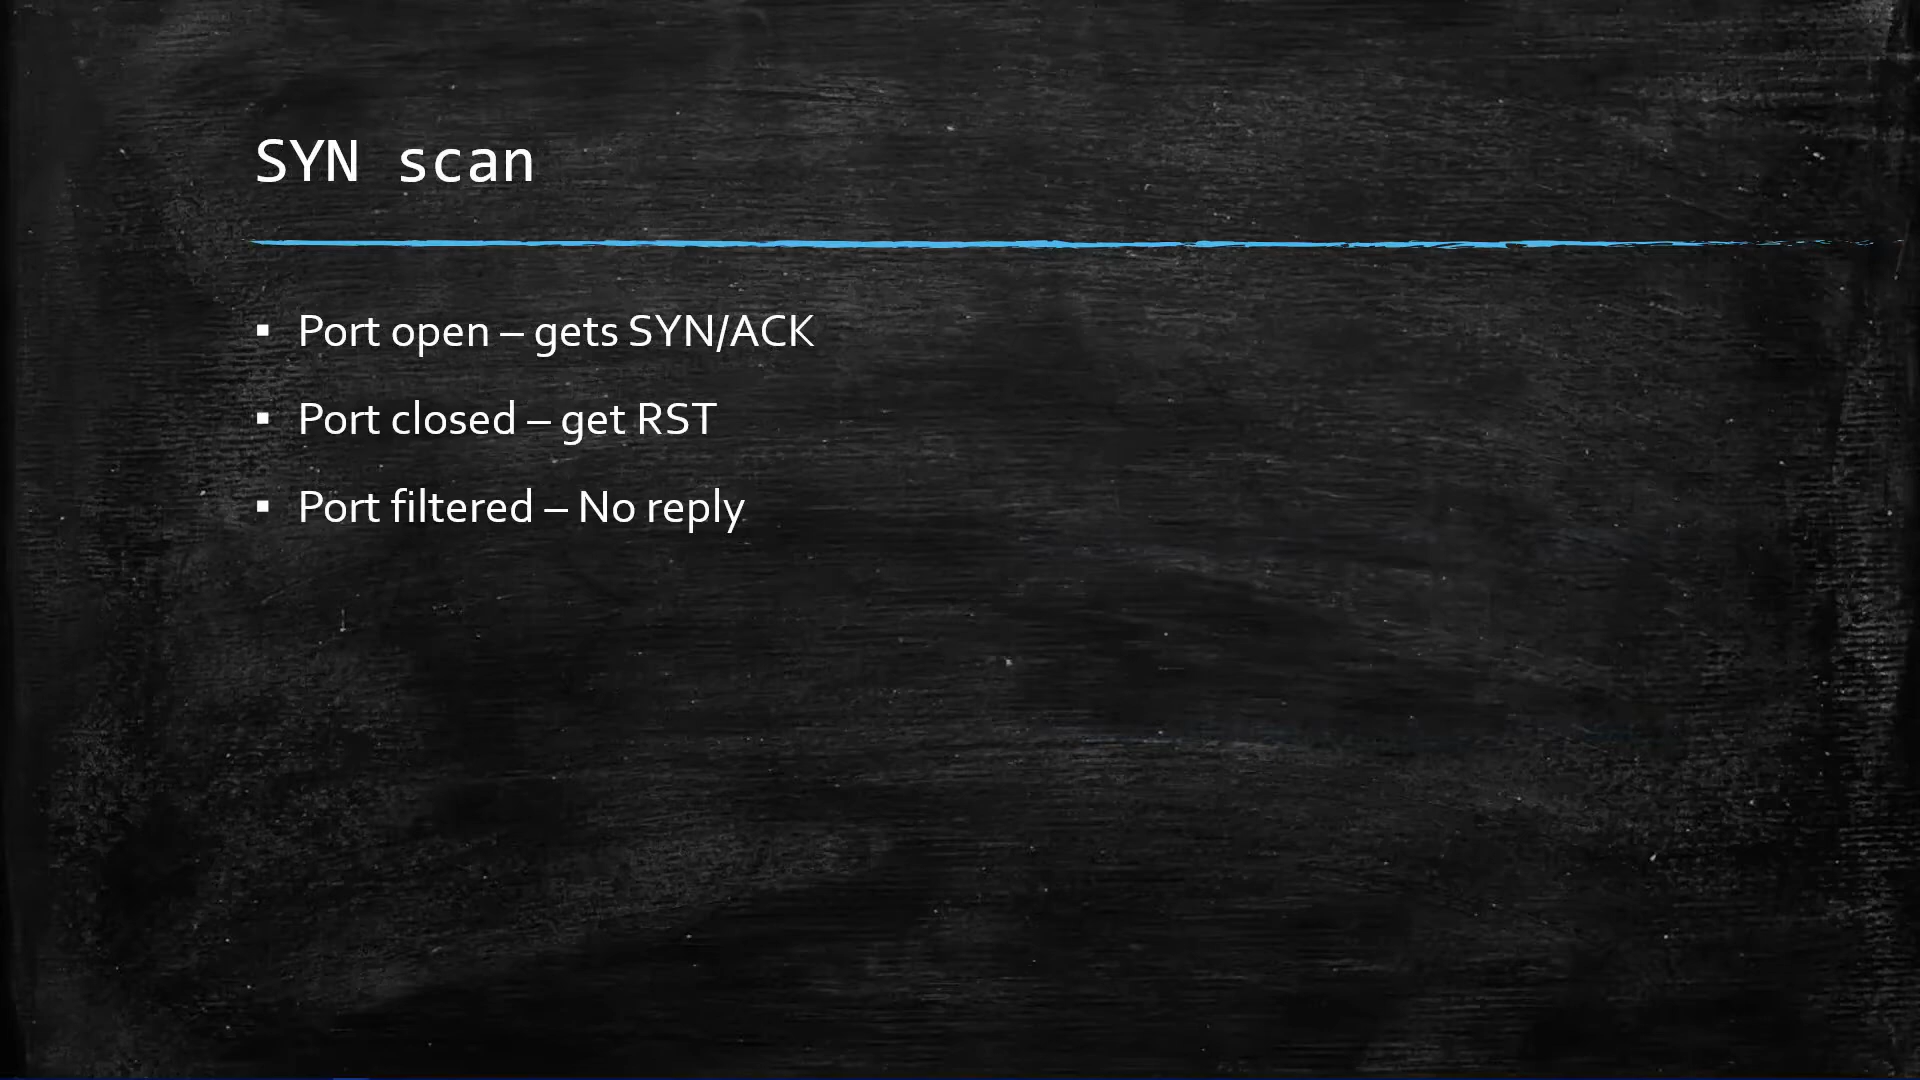 SYN scan
▪ Port open – gets SYN/ACK
▪ Port closed – get RST
▪ Port filtered – No reply